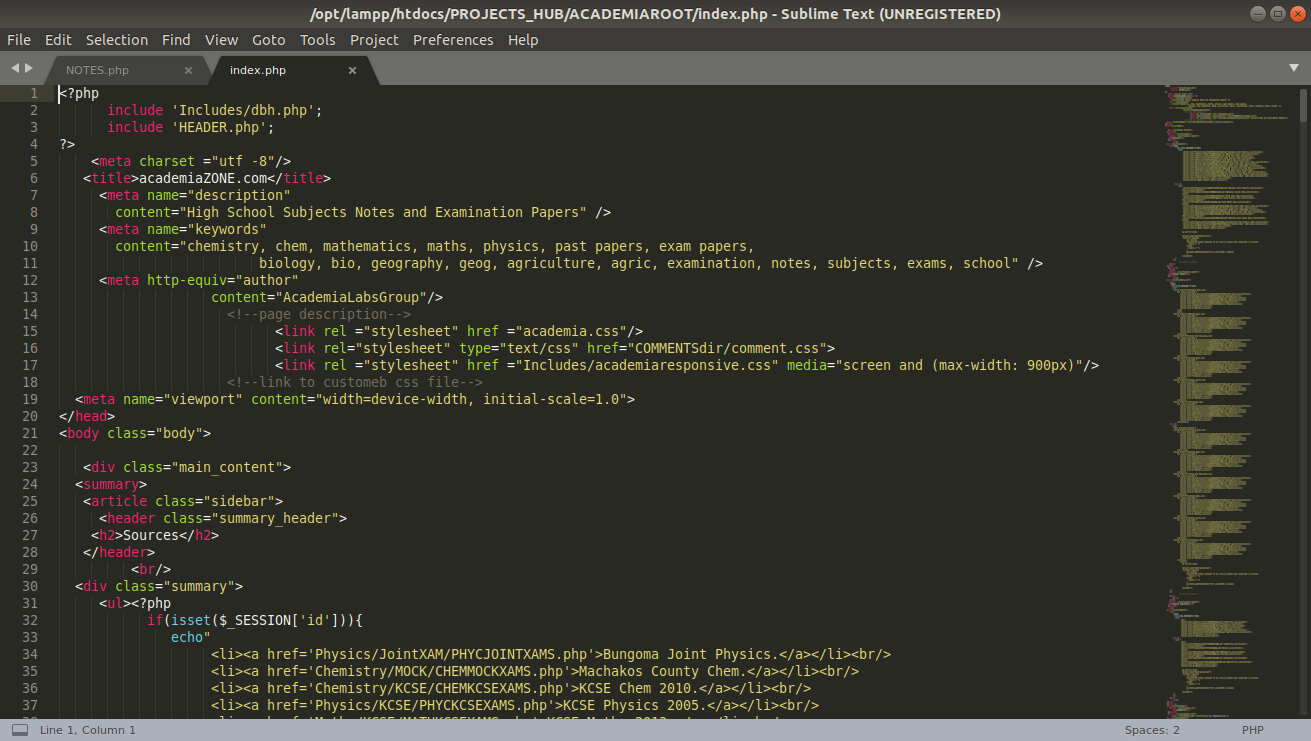 /opt/lampp/htdocs/PROJECTS_HUB/ACADEMIAROOT/index.php - Sublime Text (UNREGISTERED)
File Edit Selection Find View Goto Tools Project Preferences Help
NOTES.php × index.php ×
1 <?php
2 include 'Includes/dbh.php';
3 include 'HEADER.php';
4 ?>
5 <meta charset ="utf -8"/>
6 <title>academiaZONE.com</title>
7 <meta name="description"
8 content="High School Subjects Notes and Examination Papers" />
9 <meta name="keywords"
10 content="chemistry, chem, mathematics, maths, physics, past papers, exam papers,
11 biology, bio, geography, geog, agriculture, agric, examination, notes, subjects, exams, school" />
12 <meta http-equiv="author"
13 content="AcademiaLabsGroup"/>
14 <!--page description-->
15 <link rel ="stylesheet" href ="academia.css"/>
16 <link rel="stylesheet" type="text/css" href="COMMENTSdir/comment.css">
17 <link rel ="stylesheet" href ="Includes/academiaresponsive.css" media="screen and (max-width: 900px)"/>
18 <!--link to customeb css file-->
19 <meta name="viewport" content="width=device-width, initial-scale=1.0">
20 </head>
21 <body class="body">
22
23 <div class="main_content">
24 <summary>
25 <article class="sidebar">
26 <header class="summary_header">
27 <h2>Sources</h2>
28 </header>
29 <br/>
30 <div class="summary">
31 <ul><?php
32 if(isset($_SESSION['id'])){
33 echo"
34 <li><a href='Physics/JointXAM/PHYCJOINTXAMS.php'>Bungoma Joint Physics.</a></li><br/>
35 <li><a href='Chemistry/MOCK/CHEMMOCKXAMS.php'>Machakos County Chem.</a></li><br/>
36 <li><a href='Chemistry/KCSE/CHEMKCSEXAMS.php'>KCSE Chem 2010.</a></li><br/>
37 <li><a href='Physics/KCSE/PHYCKCSEXAMS.php'>KCSE Physics 2005.</a></li><br/>
Line 1, Column 1 Spaces: 2 PHP